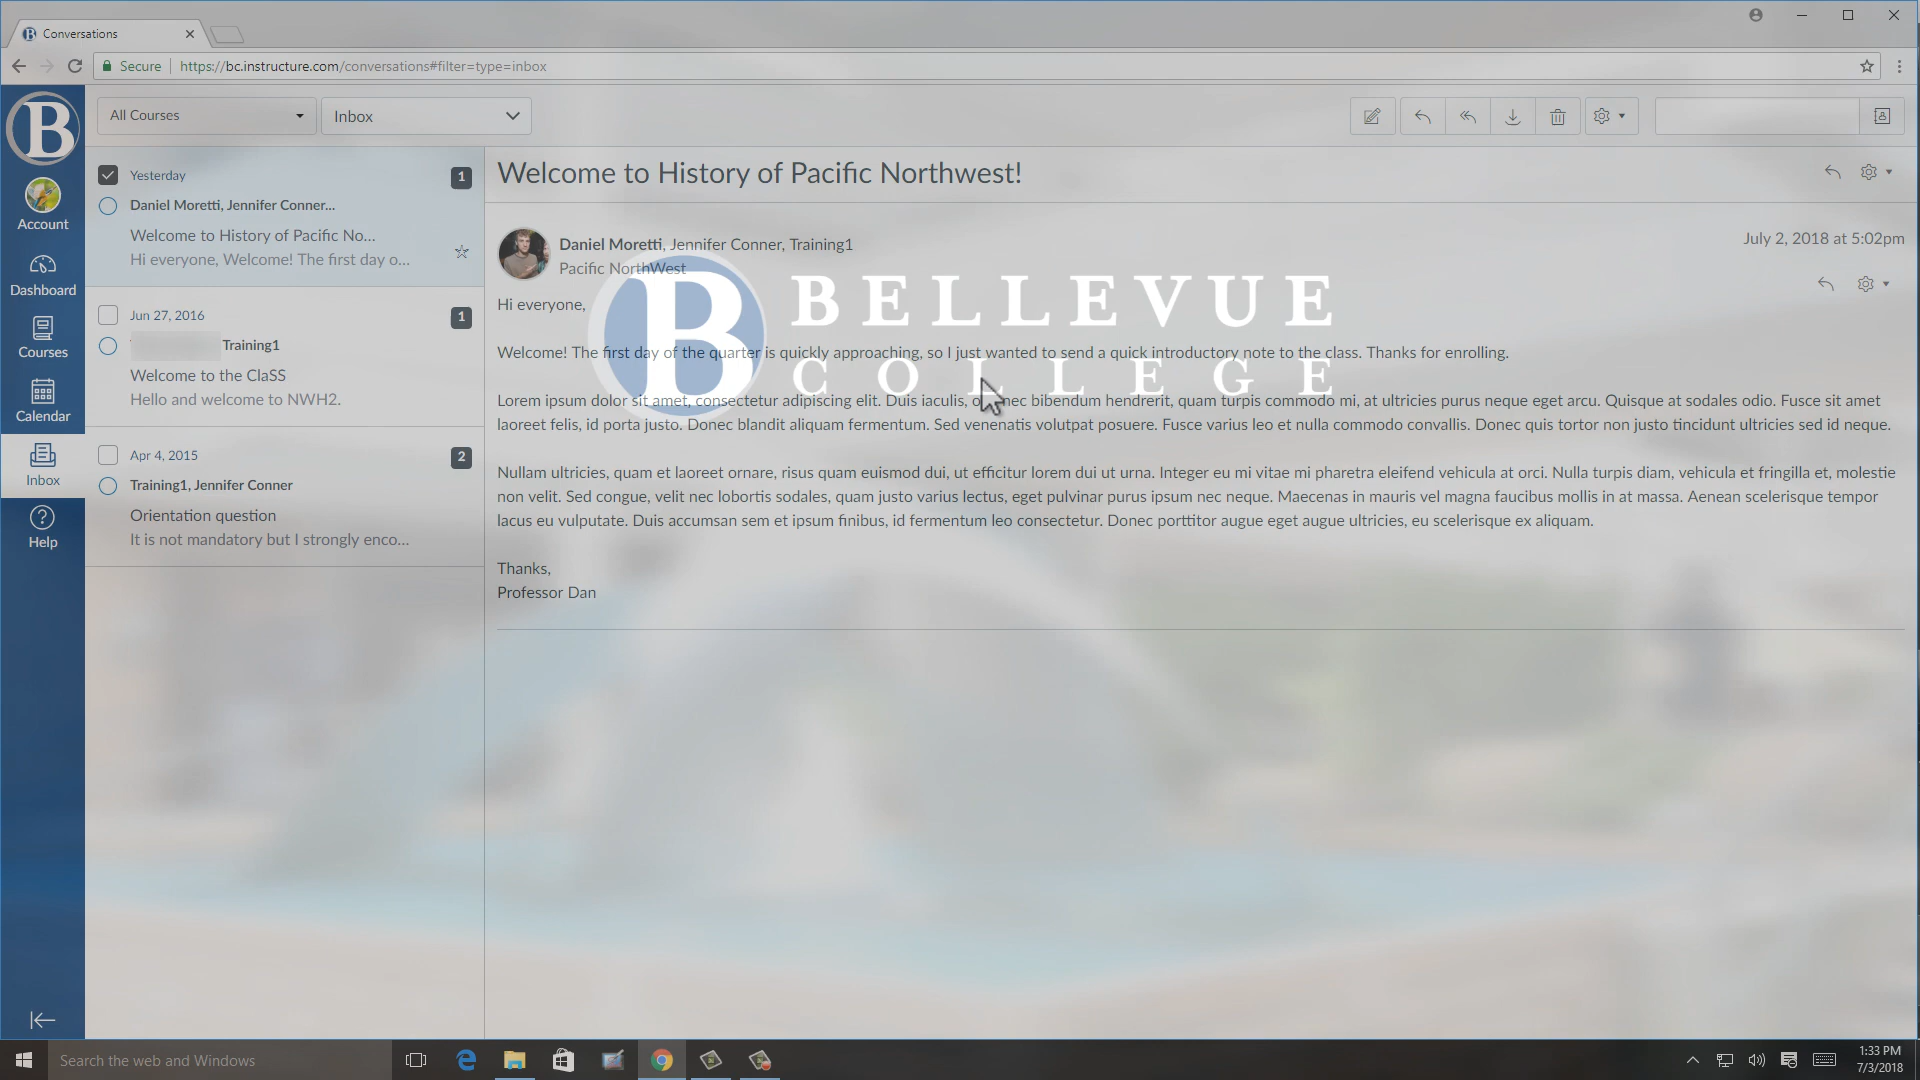 Conversations
Secure https://bc.instructure.com/conversations#filter=type=inbox
All Courses
Inbox
Account
Dashboard
Courses
Calendar
Inbox
Help
Yesterday 1
Daniel Moretti, Jennifer Conner...
Welcome to History of Pacific No...
Hi everyone, Welcome! The first day o...
Jun 27, 2016 1
Training1
Welcome to the ClaSS
Hello and welcome to NWH2.
Apr 4, 2015 2
Training1, Jennifer Conner
Orientation question
It is not mandatory but I strongly enco...
Welcome to History of Pacific Northwest!
Daniel Moretti, Jennifer Conner, Training1
July 2, 2018 at 5:02pm
Pacific NorthWest
B BELLEVUE
COLLEGE
Hi everyone,
Welcome! The first day of the quarter is quickly approaching, so I just wanted to send a quick introductory note to the class. Thanks for enrolling.
Lorem ipsum dolor sit amet, consectetur adipiscing elit. Duis iaculis, nec bibendum hendrerit, quam turpis commodo mi, at ultricies purus neque eget arcu. Quisque at sodales odio. Fusce sit amet
laoreet felis, id porta justo. Donec blandit aliquam fermentum. Sed venenatis volutpat posuere. Fusce varius leo et nulla commodo convallis. Donec quis tortor non justo tincidunt ultricies sed id neque.
Nullam ultricies, quam et laoreet ornare, risus quam euismod dui, ut efficitur lorem dui ut urna. Integer eu mi vitae mi pharetra eleifend vehicula at orci. Nulla turpis diam, vehicula et fringilla et, molestie
non velit. Sed congue, velit nec lobortis sodales, quam justo varius lectus, eget pulvinar purus ipsum nec neque. Maecenas in mauris vel magna faucibus mollis in at massa. Aenean scelerisque tempor
lacus eu vulputate. Duis accumsan sem et ipsum finibus, id fermentum leo consectetur. Donec porttitor augue eget augue ultricies, eu scelerisque ex aliquam.
Thanks,
Professor Dan
Search the web and Windows
1:33 PM
7/3/2018